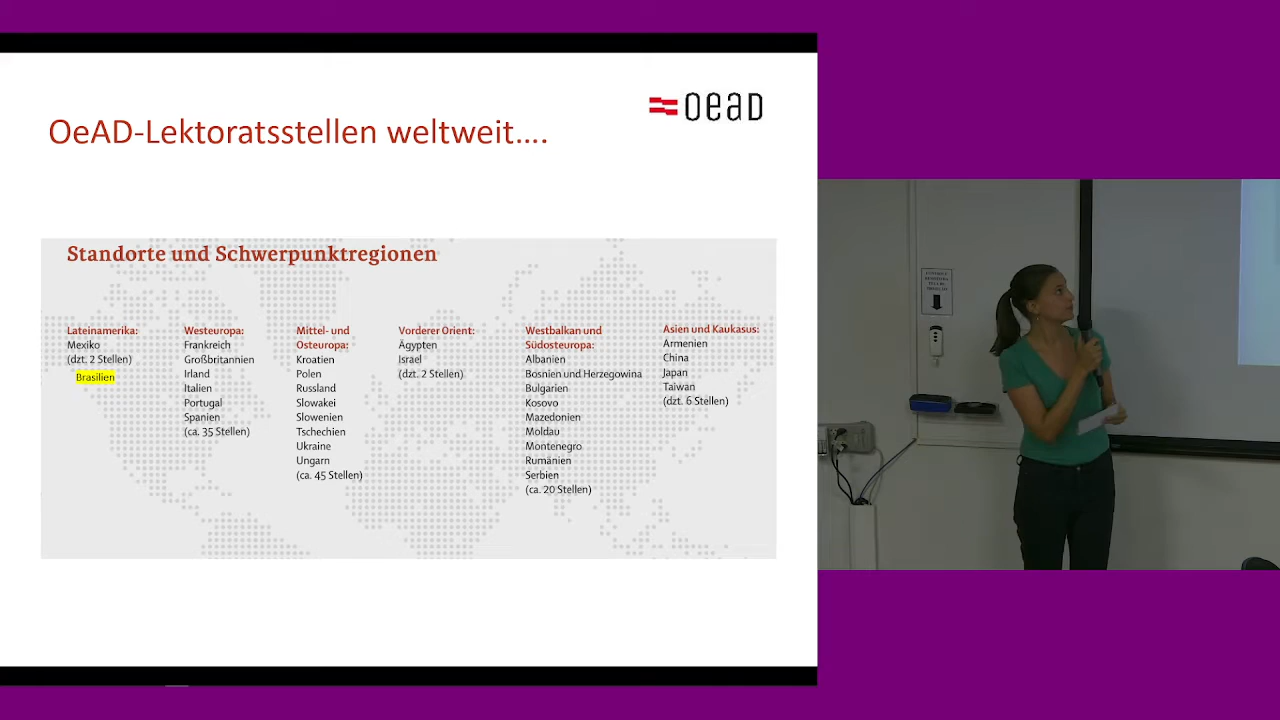 oead
OeAD-Lektoratsstellen weltweit....
Standorte und Schwerpunktregionen
Lateinamerika:
Mexiko
(dzt. 2 Stellen)
Brasilien
Westeuropa:
Frankreich
Großbritannien
Irland
Italien
Portugal
Spanien
(ca. 35 Stellen)
Mittel- und
Osteuropa:
Kroatien
Polen
Russland
Slowakei
Slowenien
Tschechien
Ukraine
Ungarn
(ca. 45 Stellen)
Vorderer Orient:
Ägypten
Israel
(dzt. 2 Stellen)
Westbalkan und
Südosteuropa:
Albanien
Bosnien und Herzegowina
Bulgarien
Kosovo
Mazedonien
Moldau
Montenegro
Rumänien
Serbien
(ca. 20 Stellen)
Asien und Kaukasus:
Armenien
China
Japan
Taiwan
(dzt. 6 Stellen)